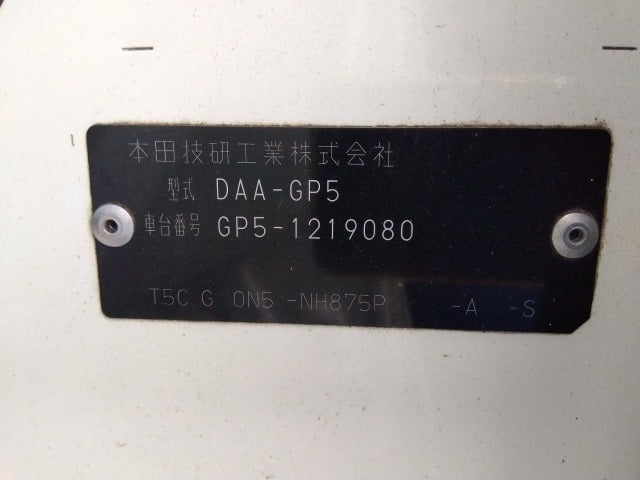 本田技研工業株式会社
型式 DAA-GP5
車台番号 GP5-1219080
T5C G 0N5 -NH875P -A -S